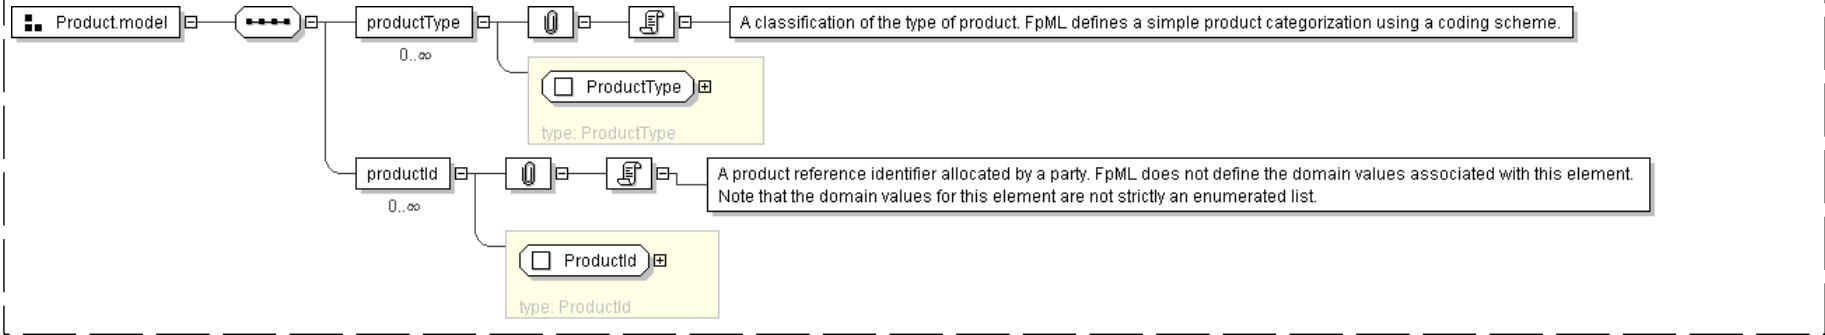 Product.model
productType
A classification of the type of product. FpML defines a simple product categorization using a coding scheme.
0..∞
ProductType
type: ProductType
productId
A product reference identifier allocated by a party. FpML does not define the domain values associated with this element.
Note that the domain values for this element are not strictly an enumerated list.
0..∞
ProductId
type: ProductId